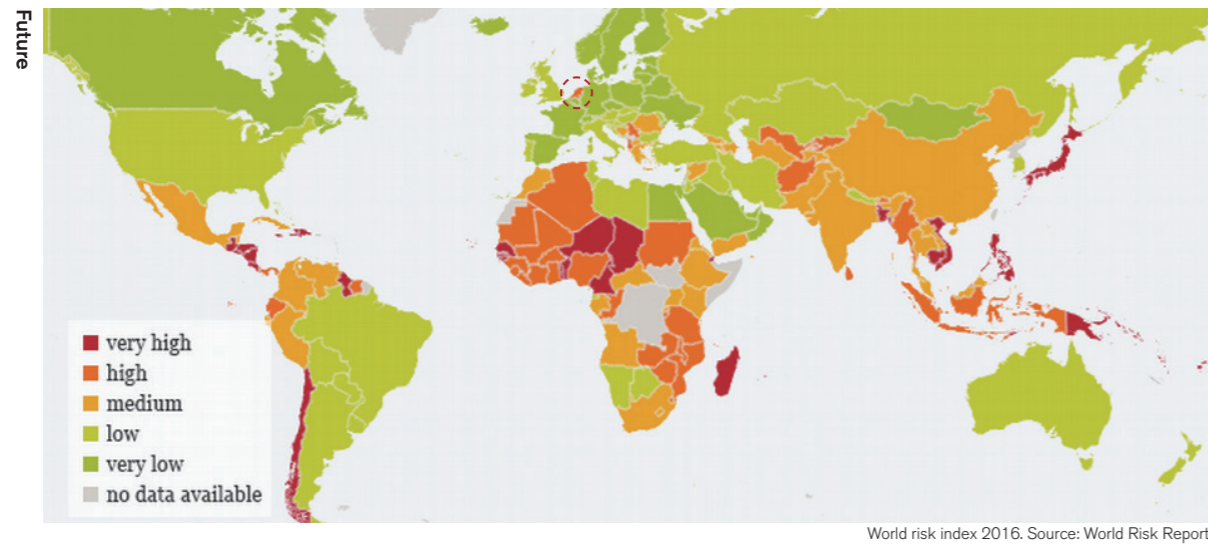 Future
very high
high
medium
low
very low
no data available
World risk index 2016. Source: World Risk Report